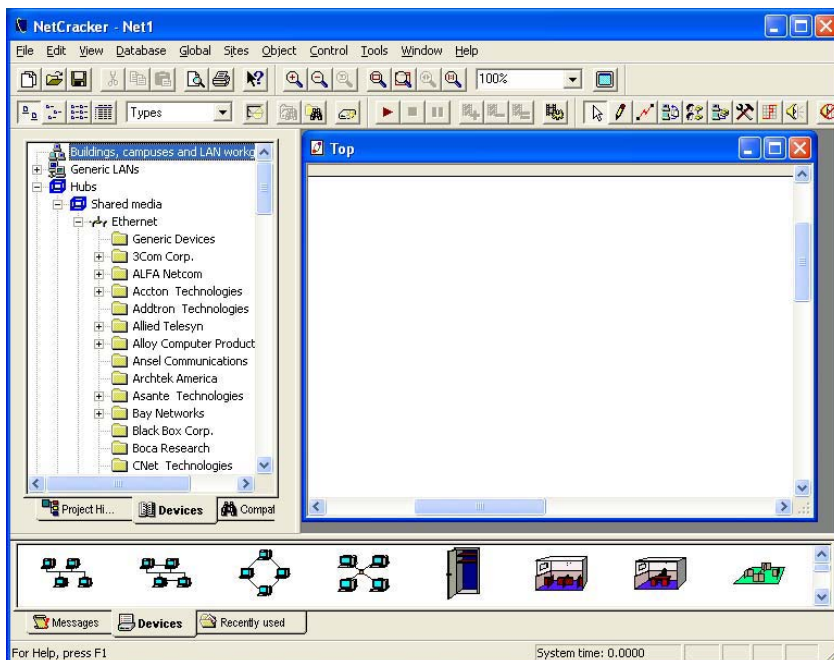 NetCracker - Net1
File Edit View Database Global Sites Object Control Tools Window Help
100%
Types
Buildings, campuses and LAN workg
Generic LANs
Hubs
Shared media
Ethernet
Generic Devices
3Com Corp.
ALFA Netcom
Accton Technologies
Addtron Technologies
Allied Telesyn
Alloy Computer Product
Ansel Communications
Archtek America
Asante Technologies
Bay Networks
Black Box Corp.
Boca Research
CNet Technologies
Project Hi... Devices Compat
Top
Messages Devices Recently used
For Help, press F1 System time: 0.0000